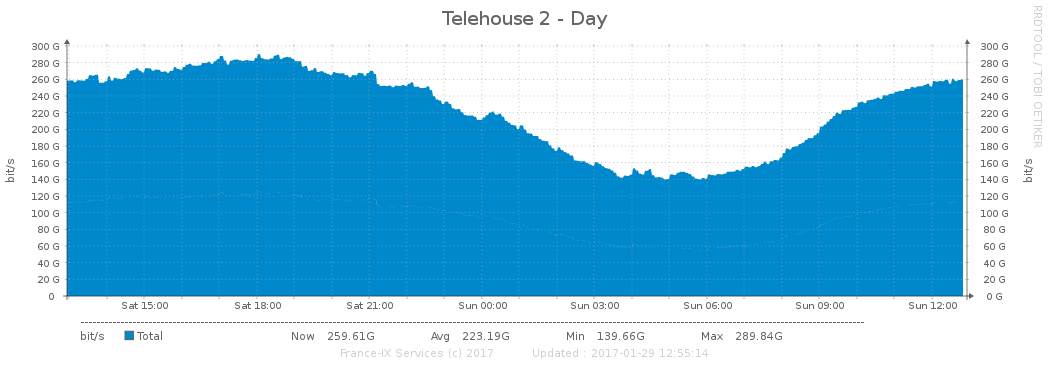 Telehouse 2 - Day
RRDTOOL / TOBI OETIKER
bit/s
300 G
280 G
260 G
240 G
220 G
200 G
180 G
160 G
140 G
120 G
100 G
80 G
60 G
40 G
20 G
0
300 G
280 G
260 G
240 G
220 G
200 G
180 G
160 G
140 G
120 G
100 G
80 G
60 G
40 G
20 G
0 G
bit/s
Sat 15:00 Sat 18:00 Sat 21:00 Sun 00:00 Sun 03:00 Sun 06:00 Sun 09:00 Sun 12:00
bit/s Total Now 259.61G Avg 223.19G Min 139.66G Max 289.84G
France-IX Services (c) 2017 Updated : 2017-01-29 12:55:14